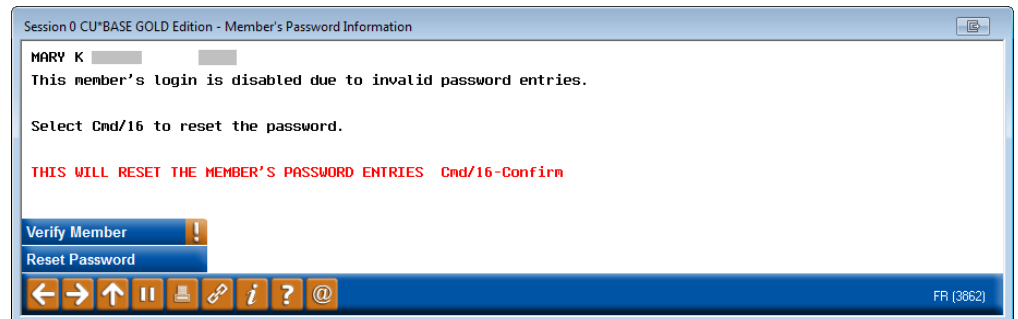 Session 0 CU*BASE GOLD Edition - Member's Password Information
MARY K
This member's login is disabled due to invalid password entries.
Select Cmd/16 to reset the password.
THIS WILL RESET THE MEMBER'S PASSWORD ENTRIES Cmd/16-Confirm
Verify Member !
Reset Password
i ? @
FR (3862)